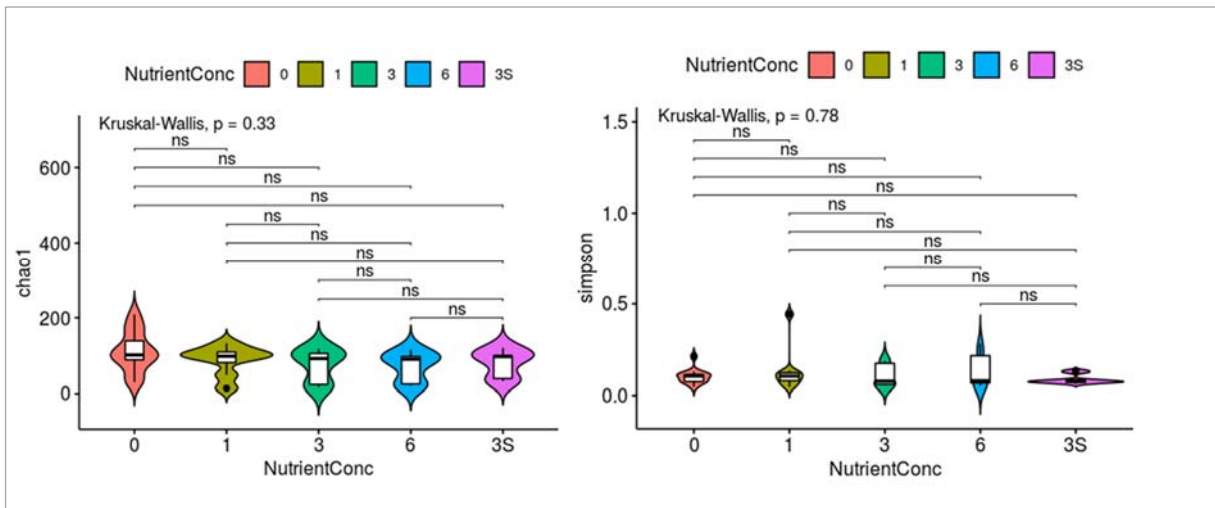 NutrientConc 0 1 3 6 3S
Kruskal-Wallis, p = 0.33
ns
ns
ns
ns
ns
ns
ns
ns
ns
ns
600
400
200
0
chao1
0 1 3 6 3S
NutrientConc
NutrientConc 0 1 3 6 3S
Kruskal-Wallis, p = 0.78
ns
ns
ns
ns
ns
ns
ns
ns
ns
ns
1.5
1.0
0.5
0.0
simpson
0 1 3 6 3S
NutrientConc